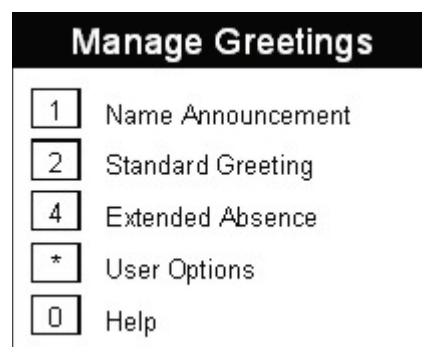 Manage Greetings
1 Name Announcement
2 Standard Greeting
4 Extended Absence
* User Options
0 Help